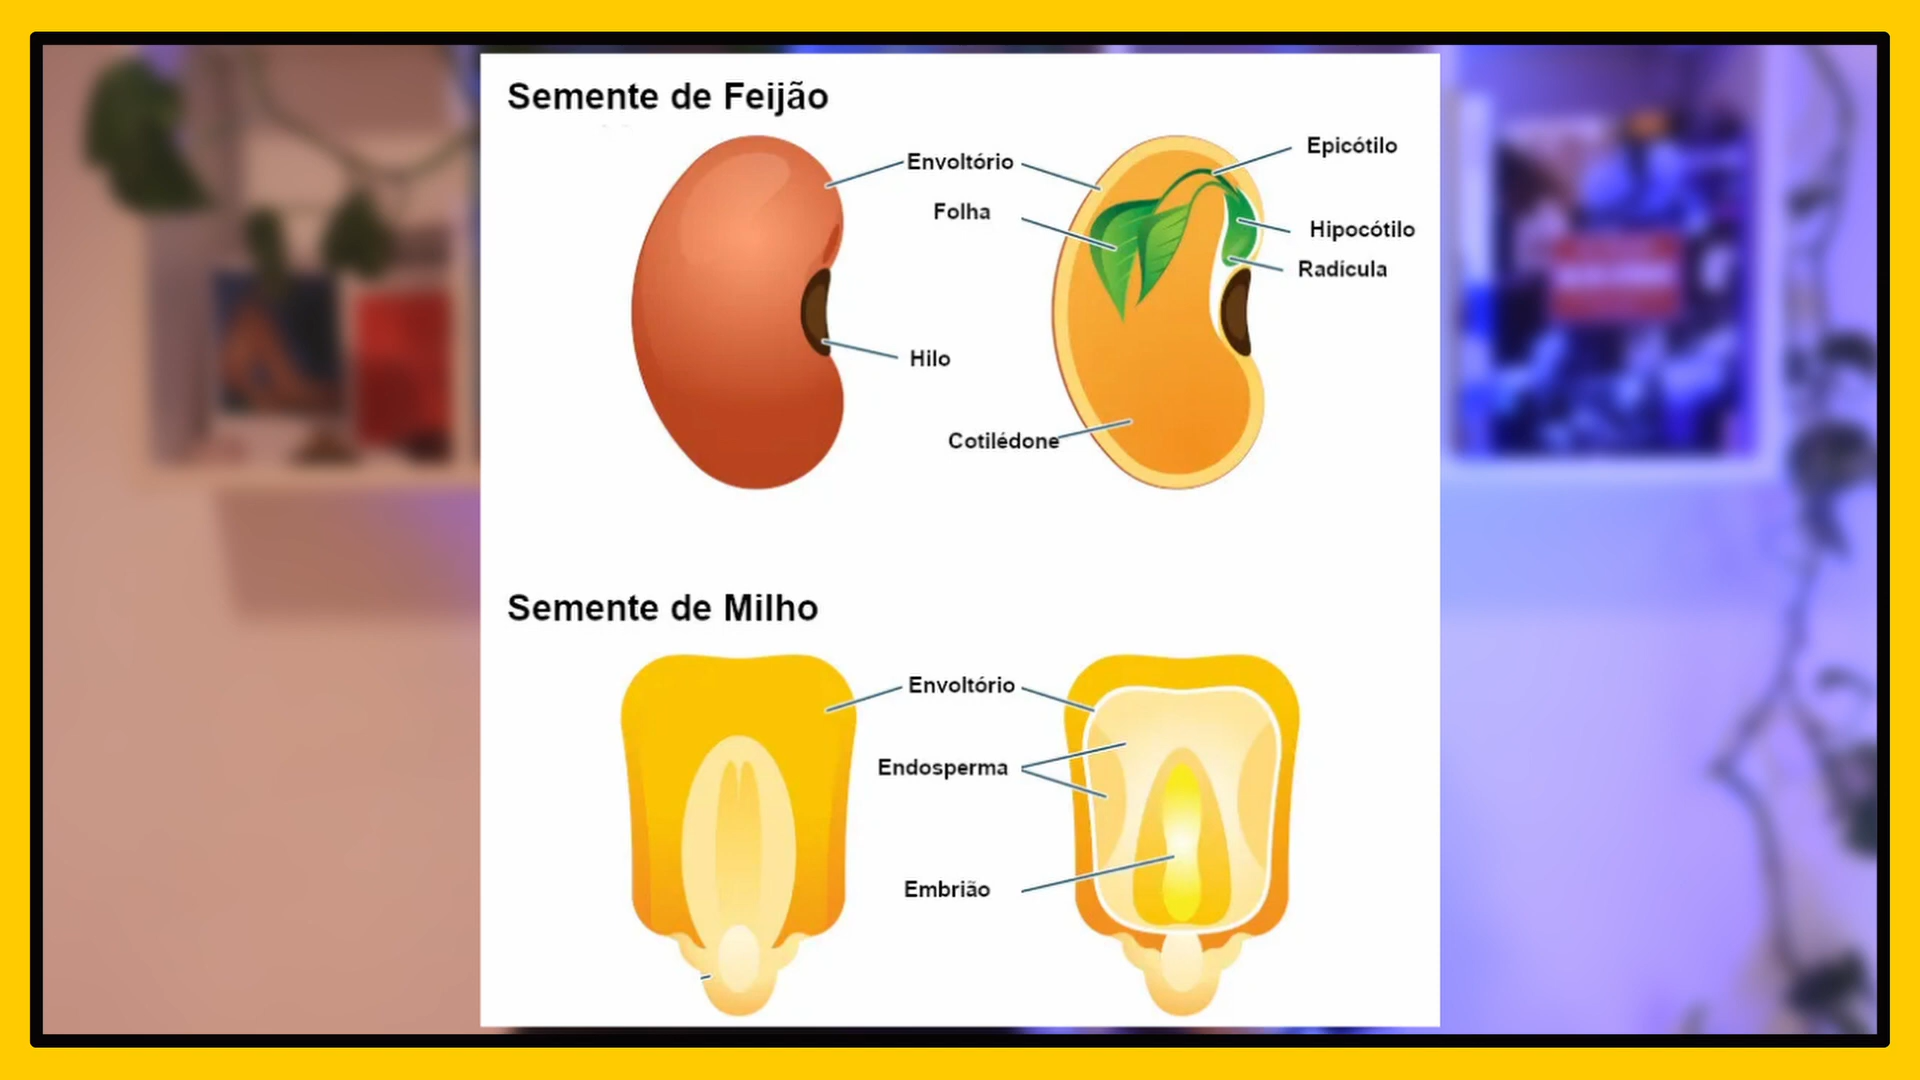 Semente de Feijão
Envoltório
Epicótilo
Folha
Hipocótilo
Radícula
Hilo
Cotilédone
Semente de Milho
Envoltório
Endosperma
Embrião